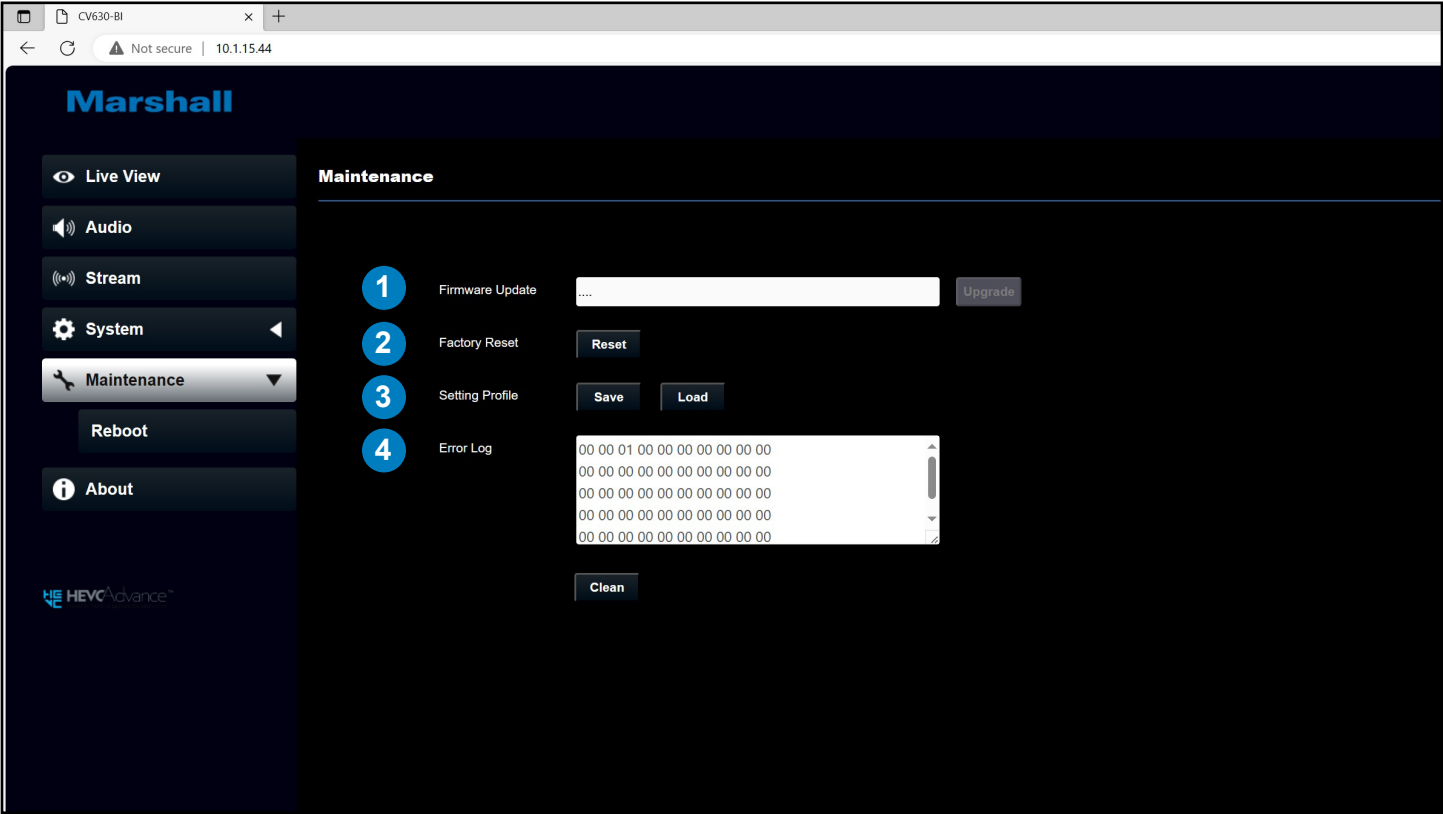 CV630-BI
Not secure | 10.1.15.44
Marshall
Live View
Audio
Stream
System
Maintenance
Reboot
About
HEVC Advance™
Maintenance
1 Firmware Update .... Upgrade
2 Factory Reset Reset
3 Setting Profile Save Load
4 Error Log
00 00 01 00 00 00 00 00 00 00
00 00 00 00 00 00 00 00 00 00
00 00 00 00 00 00 00 00 00 00
00 00 00 00 00 00 00 00 00 00
00 00 00 00 00 00 00 00 00 00
Clean